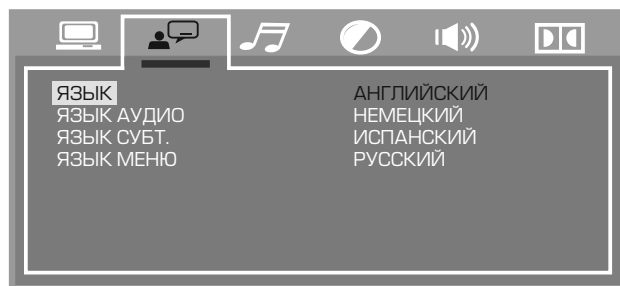 ЯЗЫК АНГЛИЙСКИЙ
ЯЗЫК АУДИО НЕМЕЦКИЙ
ЯЗЫК СУБТ. ИСПАНСКИЙ
ЯЗЫК МЕНЮ РУССКИЙ